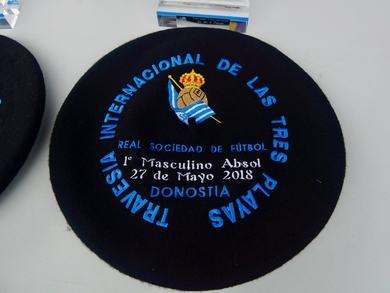 TRAVESIA INTERNACIONAL DE LAS TRES PLAYAS
REAL SOCIEDAD DE FÚTBOL
1º Masculino Absol
27 de Mayo 2018
DONOSTIA